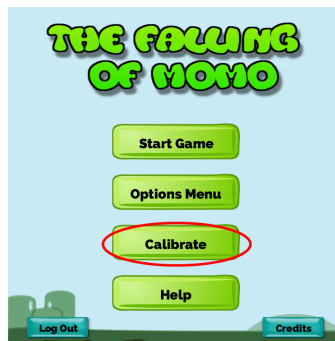 THE FALLING
OF MOMO
Start Game
Options Menu
Calibrate
Help
Log Out
Credits